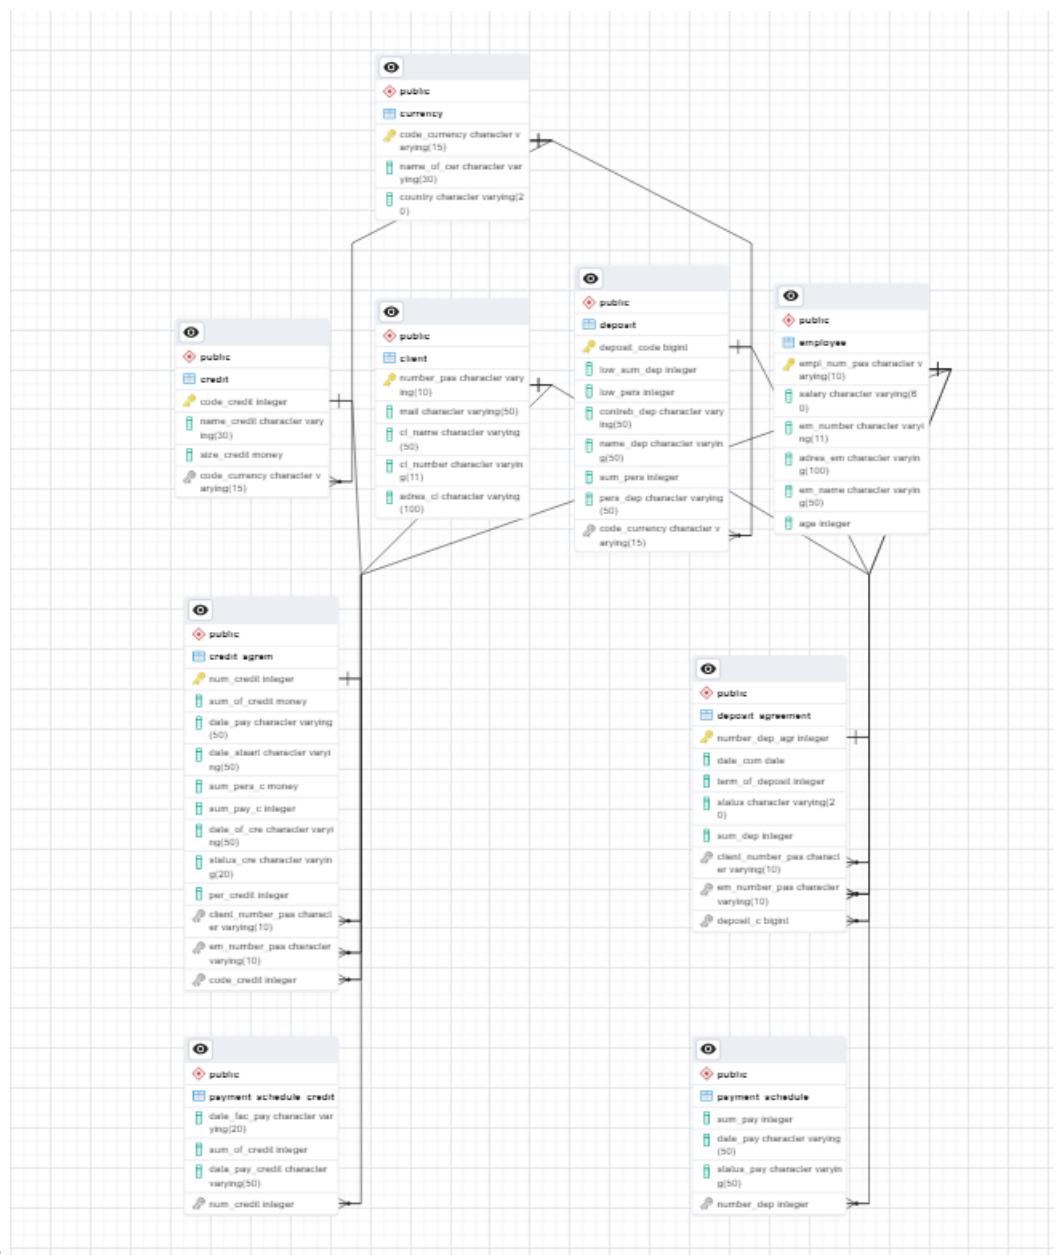 public
currency
code_currency character v
arying(15)
name_of_cer character var
ying(30)
country character varying(2
0)
public
deposit
deposit_code bigint
low_sum_dep integer
low_pers integer
contreb_dep character vary
ing(50)
name_dep character varyin
g(50)
sum_pers integer
pers_dep character varying
(50)
code_currency character v
arying(15)
public
employee
empl_num_pas character v
arying(10)
salary character varying(6
0)
em_number character varyi
ng(11)
adres_em character varyin
g(100)
em_name character varyin
g(50)
age integer
public
client
number_pas character vary
ing(10)
mail character varying(50)
cl_name character varying
(50)
cl_number character varyin
g(11)
adres_cl character varying
(100)
public
credit
code_credit integer
name_credit character vary
ing(30)
size_credit money
code_currency character v
arying(15)
public
credit_agrem
num_credit integer
sum_of_credit money
date_pay character varying
(50)
date_staart character varyi
ng(50)
sum_pers_c money
sum_pay_c integer
date_of_cre character varyi
ng(50)
status_cre character varyin
g(20)
per_credit integer
client_number_pas charact
er varying(10)
em_number_pas character
varying(10)
code_credit integer
public
deposit_agreement
number_dep_agr integer
date_com date
term_of_deposit integer
status character varying(2
0)
sum_dep integer
client_number_pas charact
er varying(10)
em_number_pas character
varying(10)
deposit_c bigint
public
payment_schedule_credit
date_fac_pay character var
ying(20)
sum_of_credit integer
data_pay_credit character
varying(50)
num_credit integer
public
payment_schedule
sum_pay integer
date_pay character varying
(50)
status_pay character varyin
g(50)
number_dep integer